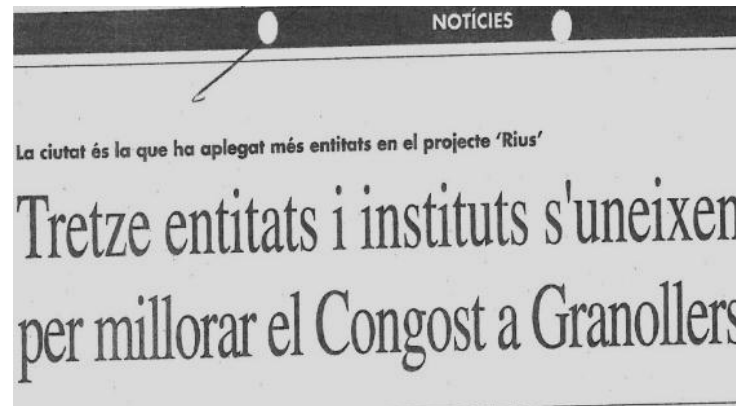 NOTÍCIES
La ciutat és la que ha aplegat més entitats en el projecte 'Rius'
Tretze entitats i instituts s'uneixen
per millorar el Congost a Granollers